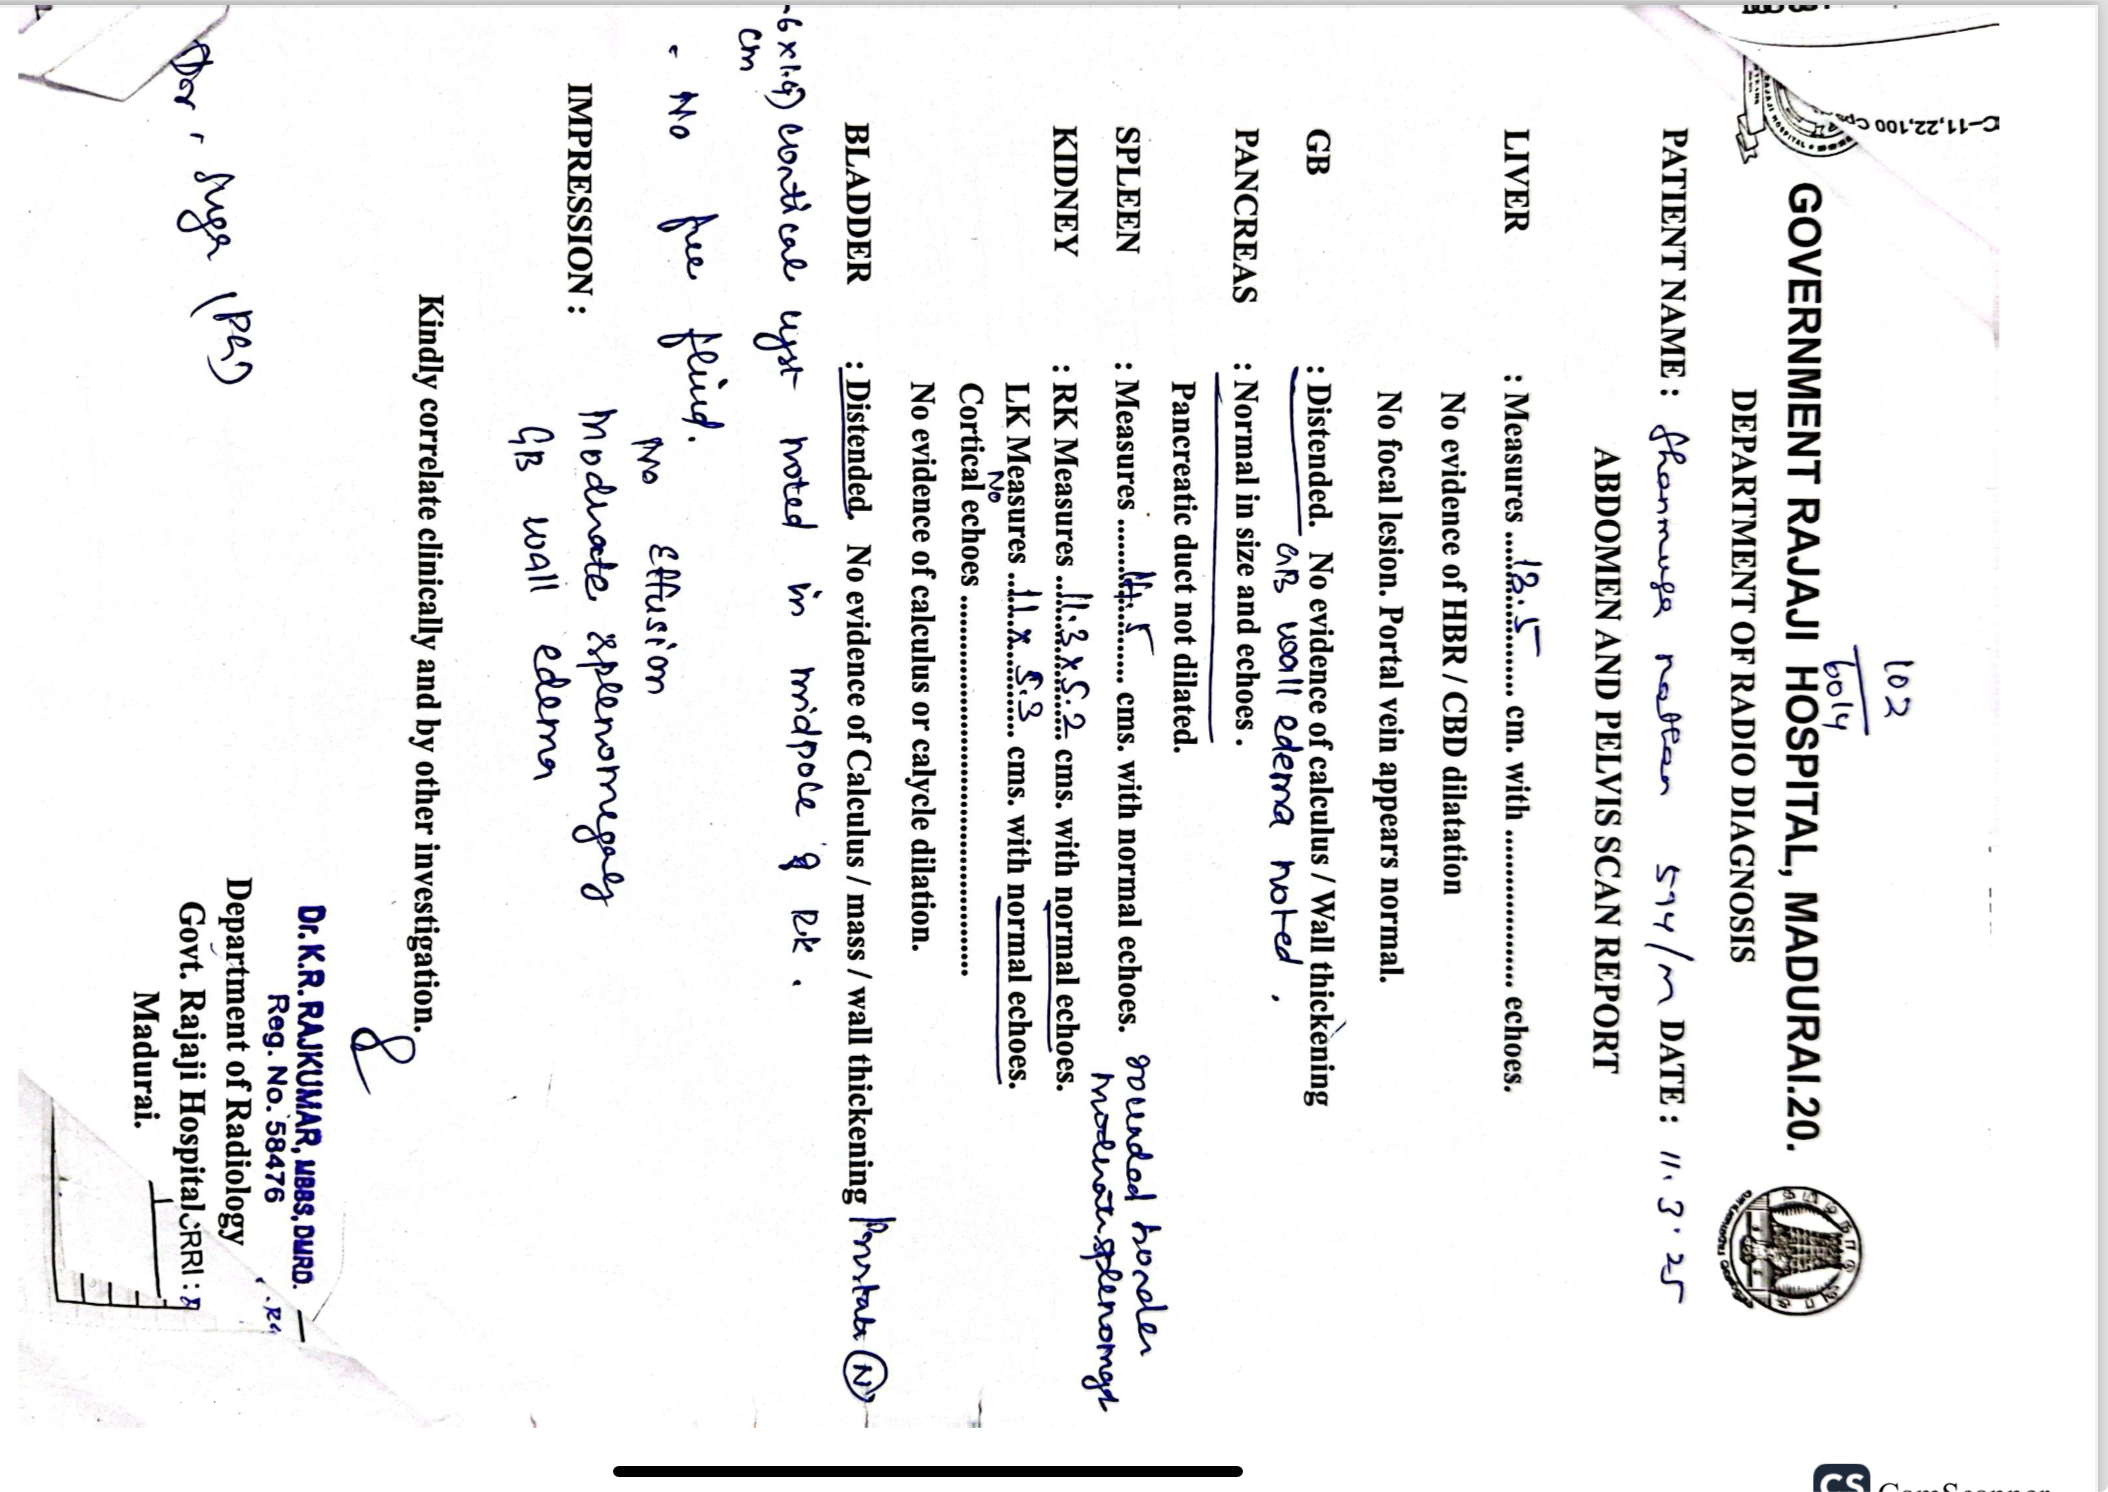 102
6014
C-11,22,100 Cps
GOVERNMENT RAJAJI HOSPITAL, MADURAI.20.
DEPARTMENT OF RADIO DIAGNOSIS
PATIENT NAME : Shanmuga nathan 59y/m DATE : 11.3.25
ABDOMEN AND PELVIS SCAN REPORT
LIVER : Measures ...13.5... cm. with .................. echoes.
No evidence of HBR / CBD dilatation
No focal lesion. Portal vein appears normal.
GB : Distended. No evidence of calculus / Wall thickening
GB wall edema noted.
PANCREAS : Normal in size and echoes.
Pancreatic duct not dilated.
SPLEEN : Measures ...14.5... cms. with normal echoes. rounded border
moderate
KIDNEY : RK Measures ...11.3x5.2... cms. with normal echoes.
LK Measures ...11x5.3... cms. with normal echoes.
No
Cortical echoes ..................
No evidence of calculus or calycle dilation.
BLADDER : Distended. No evidence of Calculus / mass / wall thickening Prostate (N)
cortical cyst noted in midpole of RK.
cm
- No free fluid.
No effusion
IMPRESSION : Moderate splenomegaly
GB wall edema
Kindly correlate clinically and by other investigation.
Dr. K.R. RAJKUMAR, MBBS, DMRD.
Reg. No. 58476
Department of Radiology
Govt. Rajaji Hospital
Madurai.
CRRI :
CS CamScanner